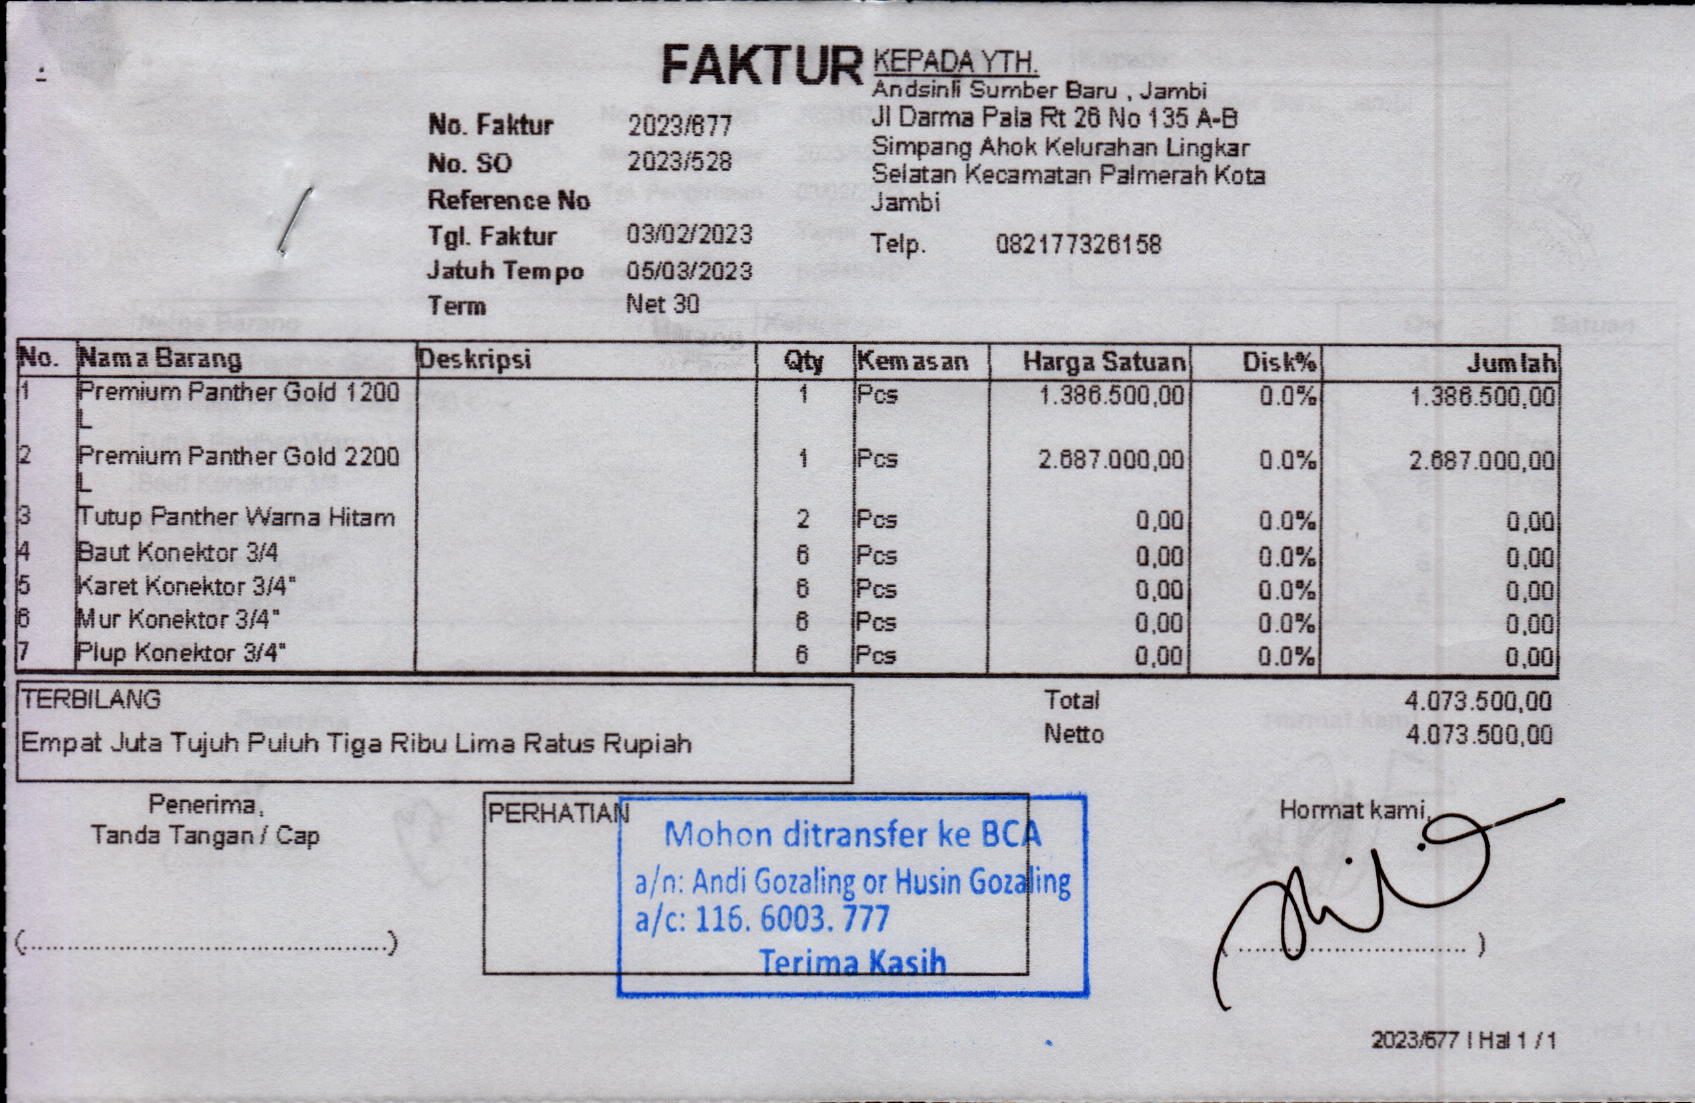 FAKTUR
KEPADA YTH.
Andsinli Sumber Baru , Jambi
Jl Darma Pala Rt 26 No 135 A-B
Simpang Ahok Kelurahan Lingkar
Selatan Kecamatan Palmerah Kota
Jambi
Telp. 082177326158
No. Faktur 2023/677
No. SO 2023/528
Reference No
Tgl. Faktur 03/02/2023
Jatuh Tempo 05/03/2023
Term Net 30
No. Nama Barang Deskripsi Qty Kemasan Harga Satuan Disk% Jumlah
1 Premium Panther Gold 1200 1 Pcs 1.386.500,00 0.0% 1.386.500,00
L
2 Premium Panther Gold 2200 1 Pcs 2.687.000,00 0.0% 2.687.000,00
L
3 Tutup Panther Warna Hitam 2 Pcs 0,00 0.0% 0,00
4 Baut Konektor 3/4 6 Pcs 0,00 0.0% 0,00
5 Karet Konektor 3/4" 6 Pcs 0,00 0.0% 0,00
6 Mur Konektor 3/4" 6 Pcs 0,00 0.0% 0,00
7 Plup Konektor 3/4" 6 Pcs 0,00 0.0% 0,00
TERBILANG
Empat Juta Tujuh Puluh Tiga Ribu Lima Ratus Rupiah
Total 4.073.500,00
Netto 4.073.500,00
Penerima,
Tanda Tangan / Cap
(..............................................)
PERHATIAN
Mohon ditransfer ke BCA
a/n: Andi Gozaling or Husin Gozaling
a/c: 116. 6003. 777
Terima Kasih
Hormat kami,
( ............................. )
2023/677 | Hal 1 / 1